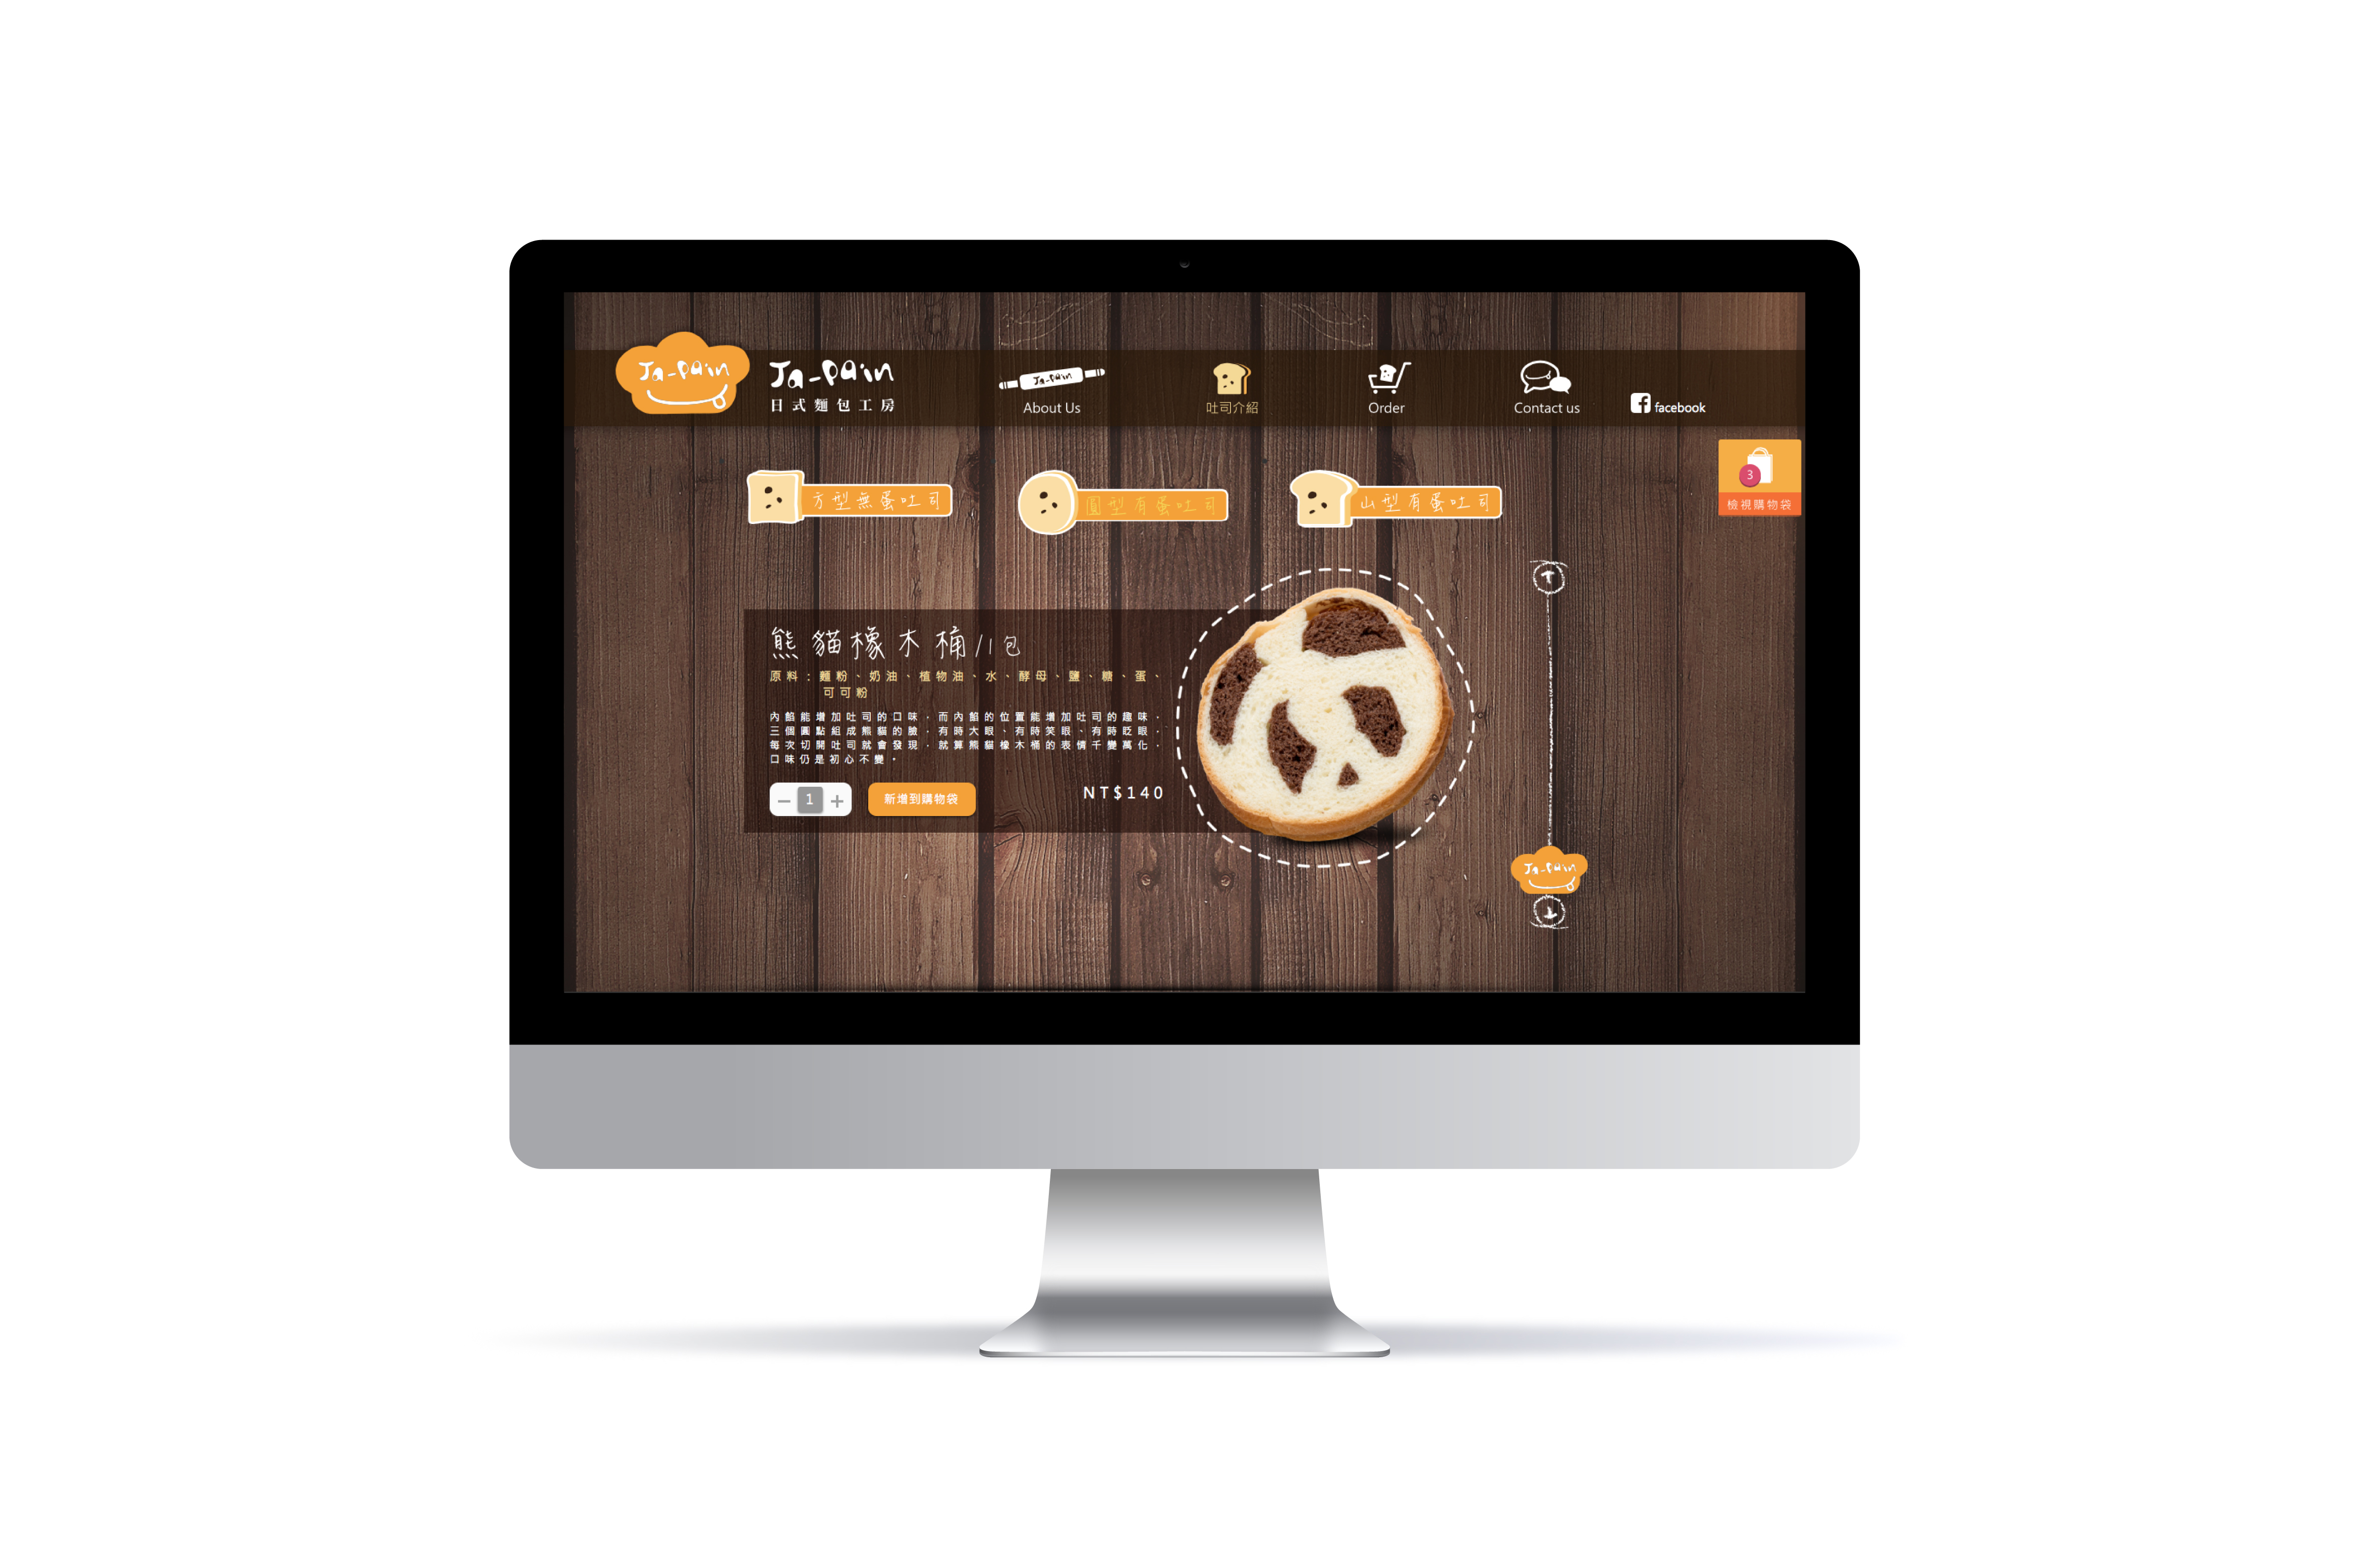 Ja-Pain
Ja-Pain
日式麵包工房
Ja-Pain
About Us
吐司介紹
Order
Contact us
facebook
3
檢視購物袋
方型無蛋吐司
圓型有蛋吐司
山型有蛋吐司
熊貓橡木桶/1包
原料：麵粉、奶油、植物油、水、酵母、鹽、糖、蛋、
可可粉
內餡能增加吐司的口味，而內餡的位置能增加吐司的趣味，
三個圓點組成熊貓的臉，有時大眼、有時笑眼、有時眨眼，
每次切開吐司就會發現，就算熊貓橡木桶的表情千變萬化，
口味仍是初心不變。
1
新增到購物袋
NT$140
Ja-Pain